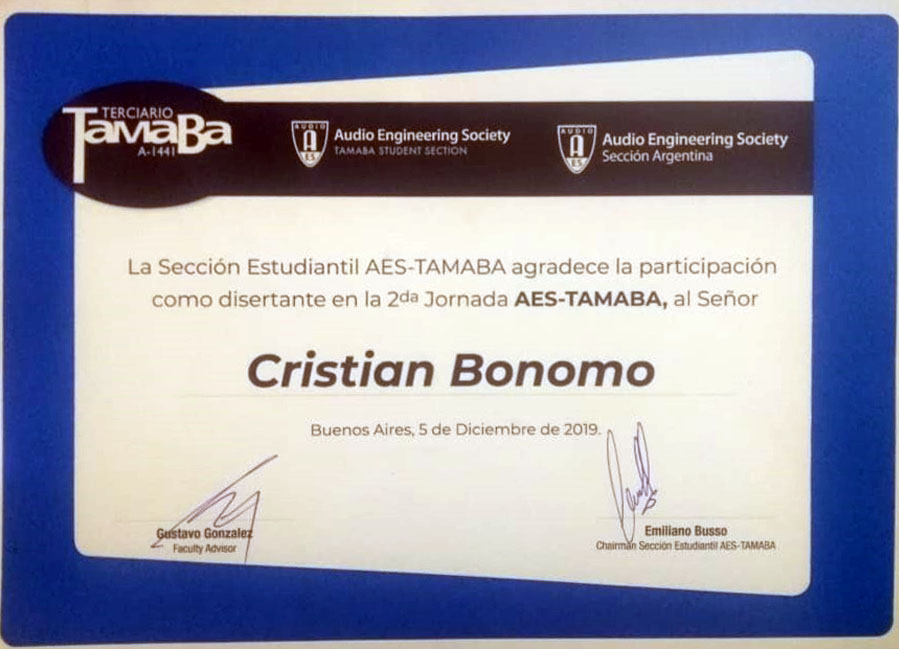 TERCIARIO
TamaBa
A-1441
AUDIO
AES
Audio Engineering Society
TAMABA STUDENT SECTION
AUDIO
AES
Audio Engineering Society
Sección Argentina
La Sección Estudiantil AES-TAMABA agradece la participación
como disertante en la 2da Jornada AES-TAMABA, al Señor
Cristian Bonomo
Buenos Aires, 5 de Diciembre de 2019.
Gustavo Gonzalez
Faculty Advisor
Emiliano Busso
Chairman Sección Estudiantil AES-TAMABA